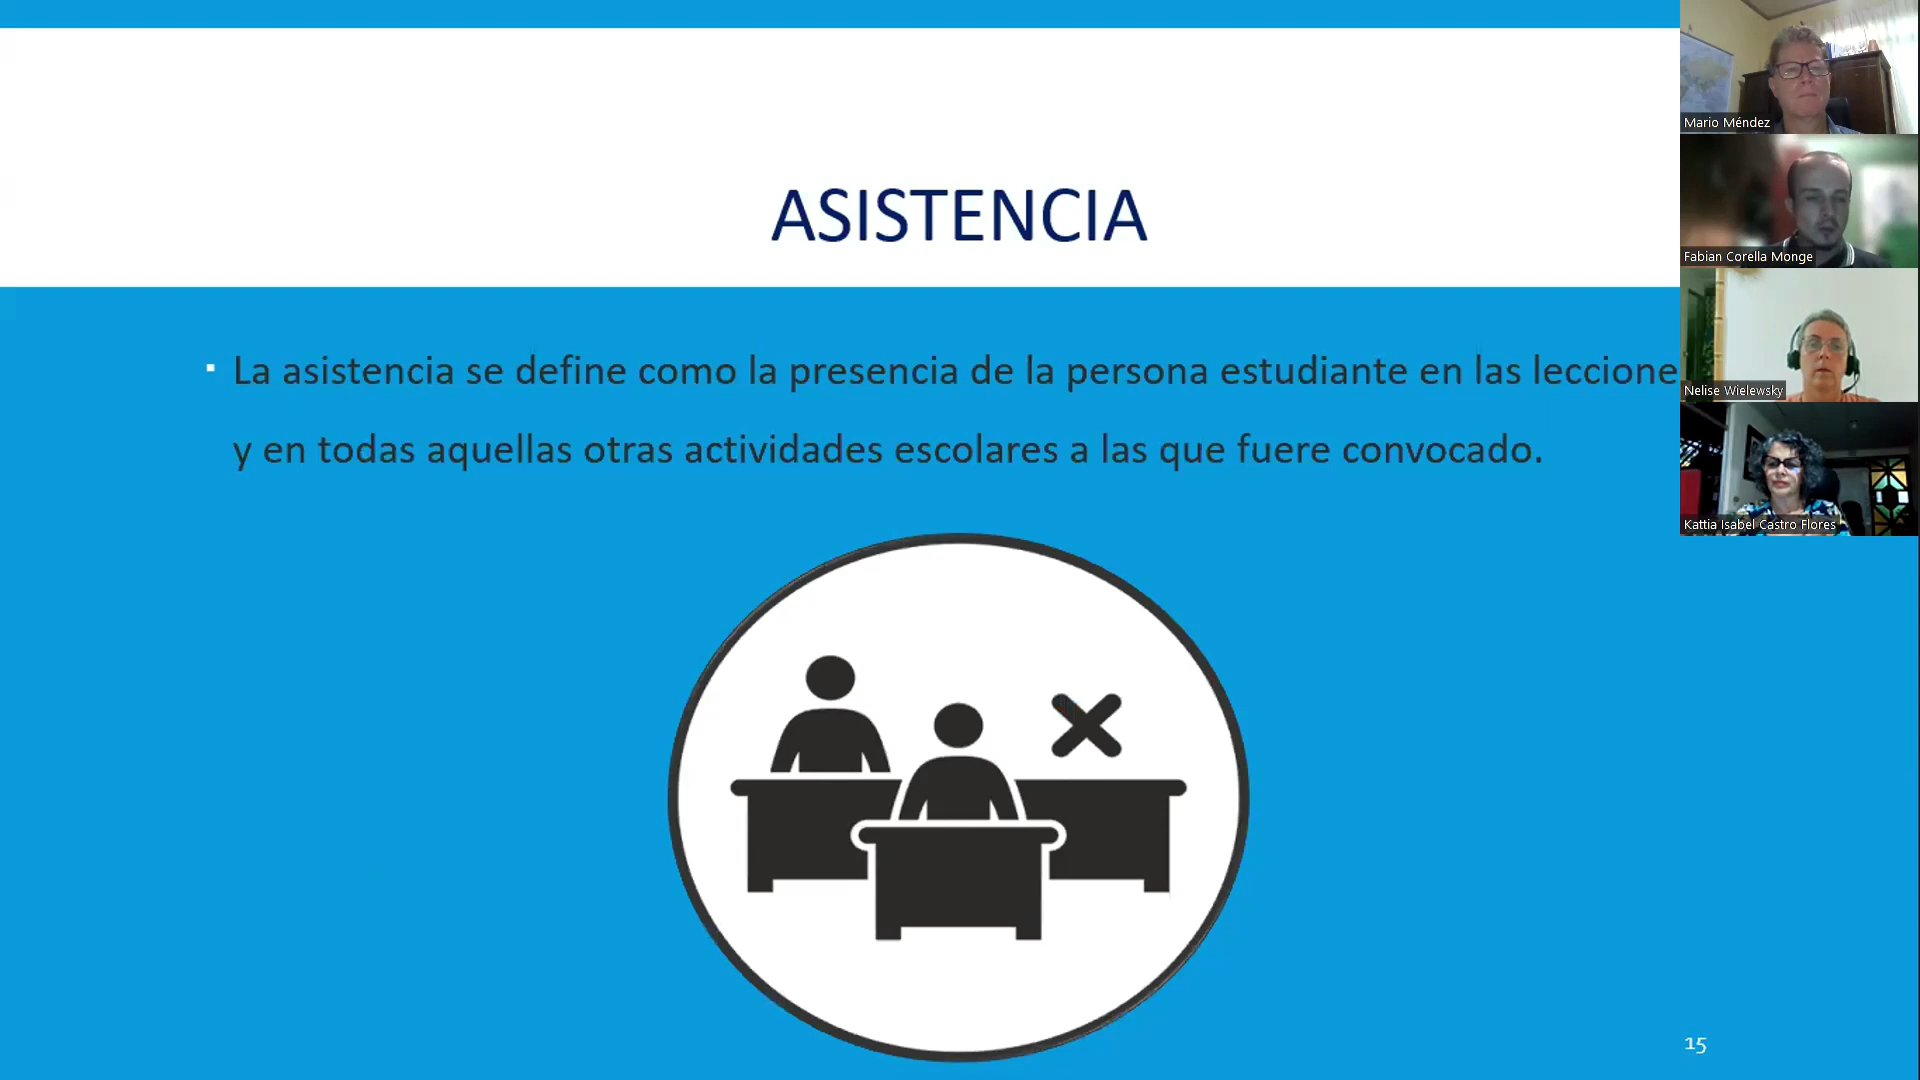 ASISTENCIA
▪ La asistencia se define como la presencia de la persona estudiante en las leccione
y en todas aquellas otras actividades escolares a las que fuere convocado.
15
Mario Méndez
Fabian Corella Monge
Nelise Wielewsky
Kattia Isabel Castro Flores